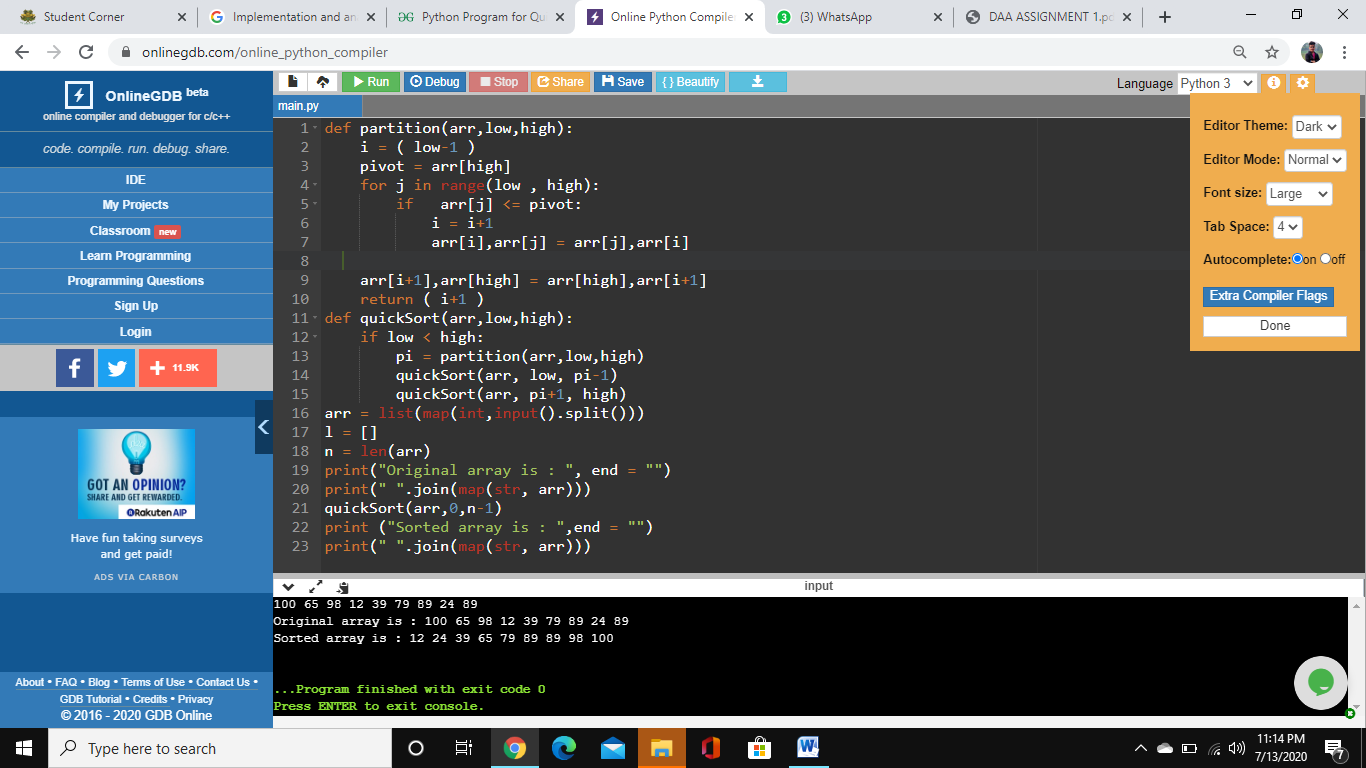 Student Corner
Implementation and an
Python Program for Qu
Online Python Compile
(3) WhatsApp
DAA ASSIGNMENT 1.pd
onlinegdb.com/online_python_compiler
OnlineGDB beta
online compiler and debugger for c/c++
code. compile. run. debug. share.
IDE
My Projects
Classroom new
Learn Programming
Programming Questions
Sign Up
Login
f
+ 11.9K
GOT AN OPINION?
SHARE AND GET REWARDED.
Rakuten AIP
Have fun taking surveys
and get paid!
ADS VIA CARBON
About • FAQ • Blog • Terms of Use • Contact Us •
GDB Tutorial • Credits • Privacy
© 2016 - 2020 GDB Online
Run Debug Stop Share Save { } Beautify
Language Python 3
main.py
1 def partition(arr,low,high):
2     i = ( low-1 )
3     pivot = arr[high]
4     for j in range(low , high):
5         if   arr[j] <= pivot:
6             i = i+1
7             arr[i],arr[j] = arr[j],arr[i]
8
9     arr[i+1],arr[high] = arr[high],arr[i+1]
10     return ( i+1 )
11 def quickSort(arr,low,high):
12     if low < high:
13         pi = partition(arr,low,high)
14         quickSort(arr, low, pi-1)
15         quickSort(arr, pi+1, high)
16 arr = list(map(int,input().split()))
17 l = []
18 n = len(arr)
19 print("Original array is : ", end = "")
20 print(" ".join(map(str, arr)))
21 quickSort(arr,0,n-1)
22 print ("Sorted array is : ",end = "")
23 print(" ".join(map(str, arr)))
Editor Theme: Dark
Editor Mode: Normal
Font size: Large
Tab Space: 4
Autocomplete: on off
Extra Compiler Flags
Done
input
100 65 98 12 39 79 89 24 89
Original array is : 100 65 98 12 39 79 89 24 89
Sorted array is : 12 24 39 65 79 89 89 98 100
...Program finished with exit code 0
Press ENTER to exit console.
Type here to search
11:14 PM
7/13/2020
7